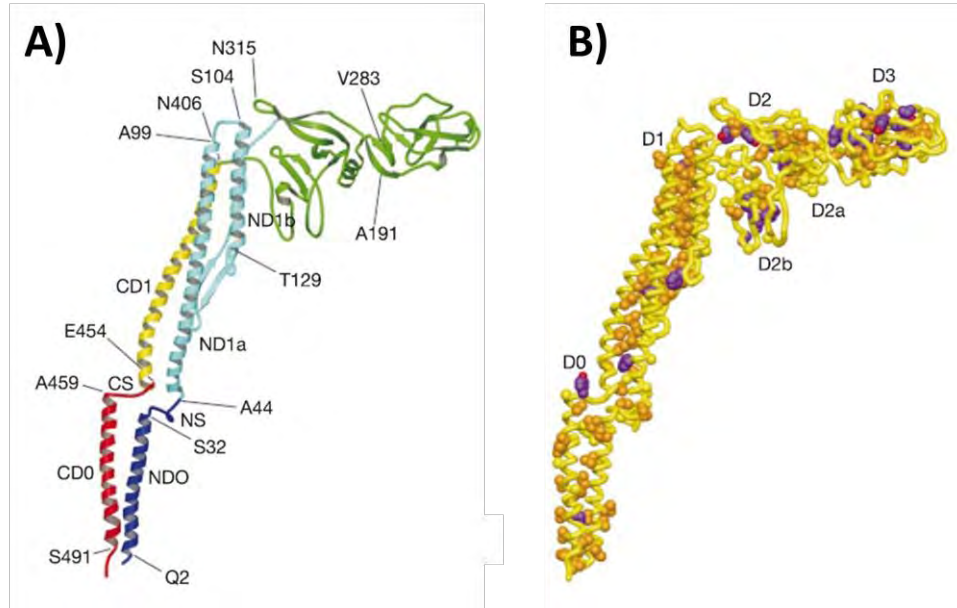 A)
N315
S104
V283
N406
A99
ND1b
A191
T129
CD1
E454
ND1a
A459
CS
A44
NS
S32
CD0
NDO
S491
Q2
B)
D3
D2
D1
D2a
D2b
D0